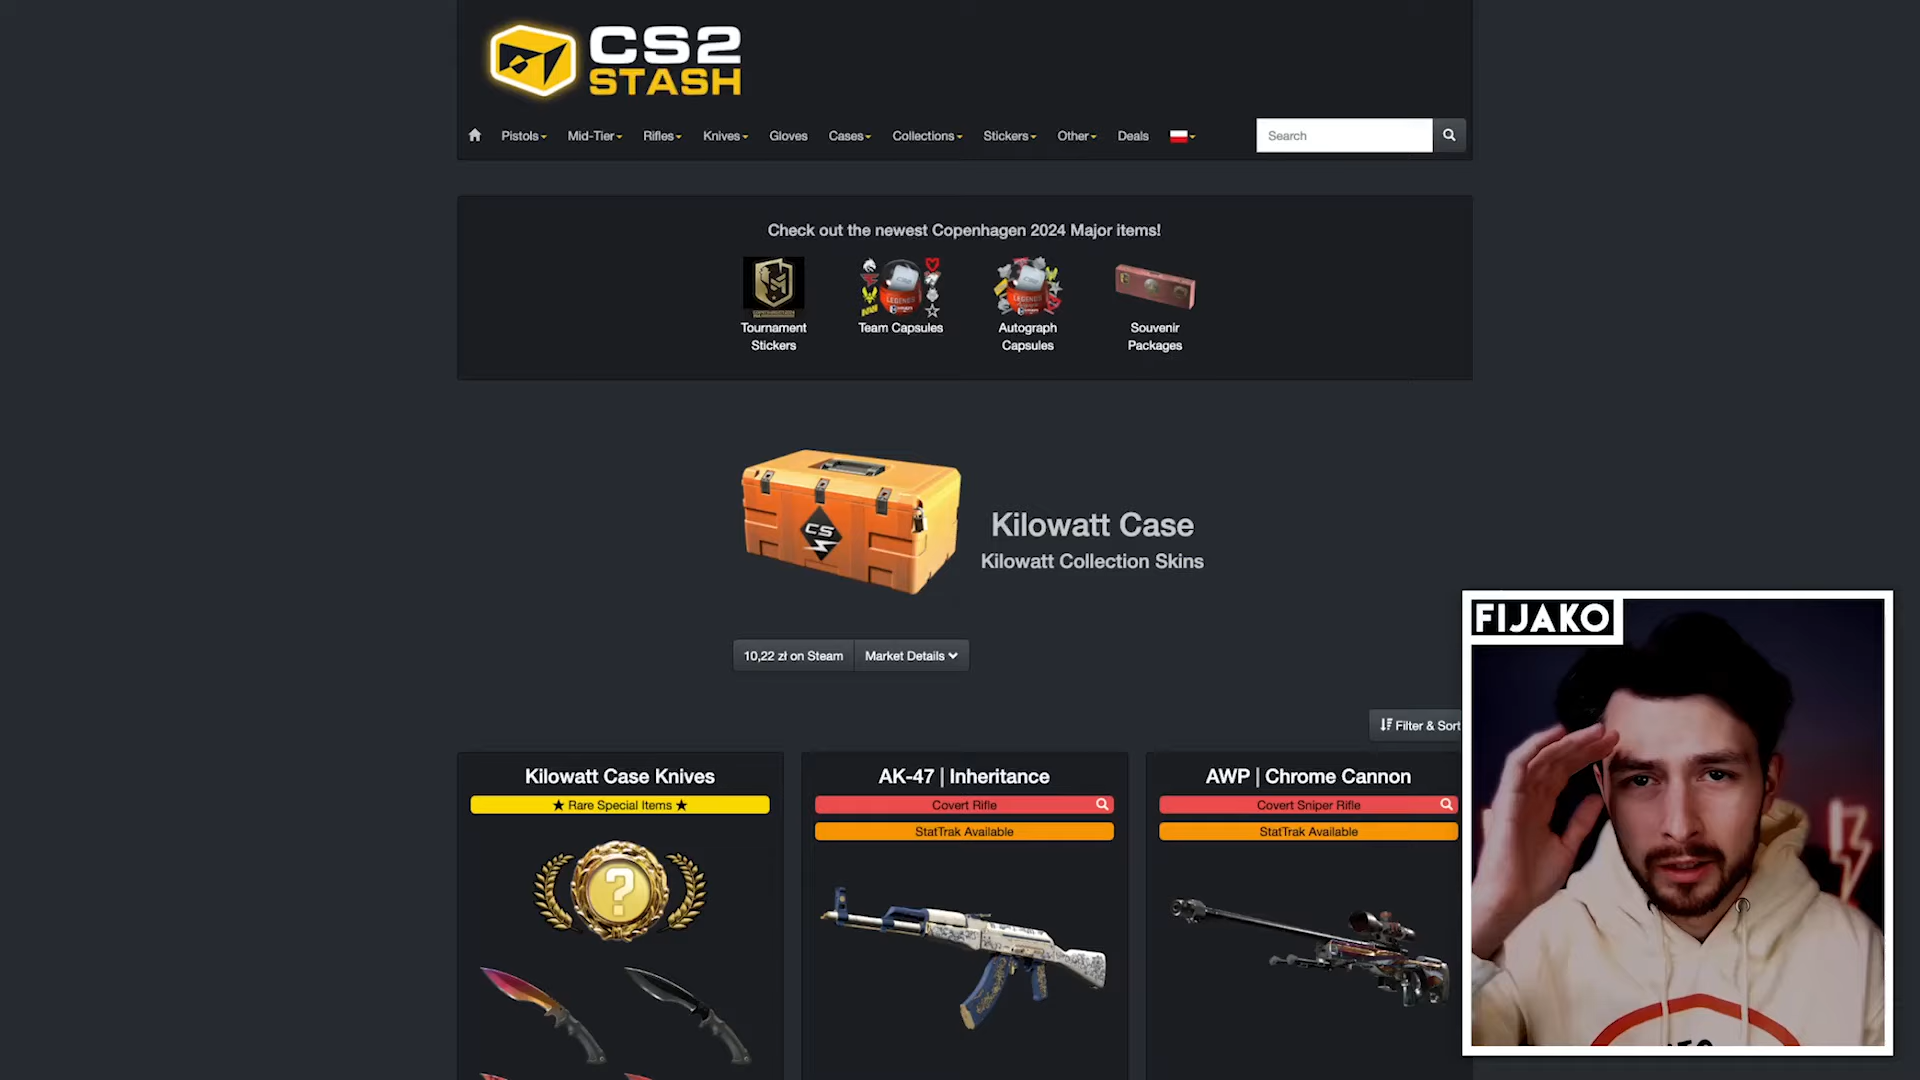 CS2
STASH
Pistols
Mid-Tier
Rifles
Knives
Gloves
Cases
Collections
Stickers
Other
Deals
Search
Check out the newest Copenhagen 2024 Major items!
Tournament
Stickers
Team Capsules
Autograph
Capsules
Souvenir
Packages
CS
Kilowatt Case
Kilowatt Collection Skins
10,22 zł on Steam
Market Details
Filter & Sort
FIJAKO
Kilowatt Case Knives
★ Rare Special Items ★
?
AK-47 | Inheritance
Covert Rifle
StatTrak Available
AWP | Chrome Cannon
Covert Sniper Rifle
StatTrak Available